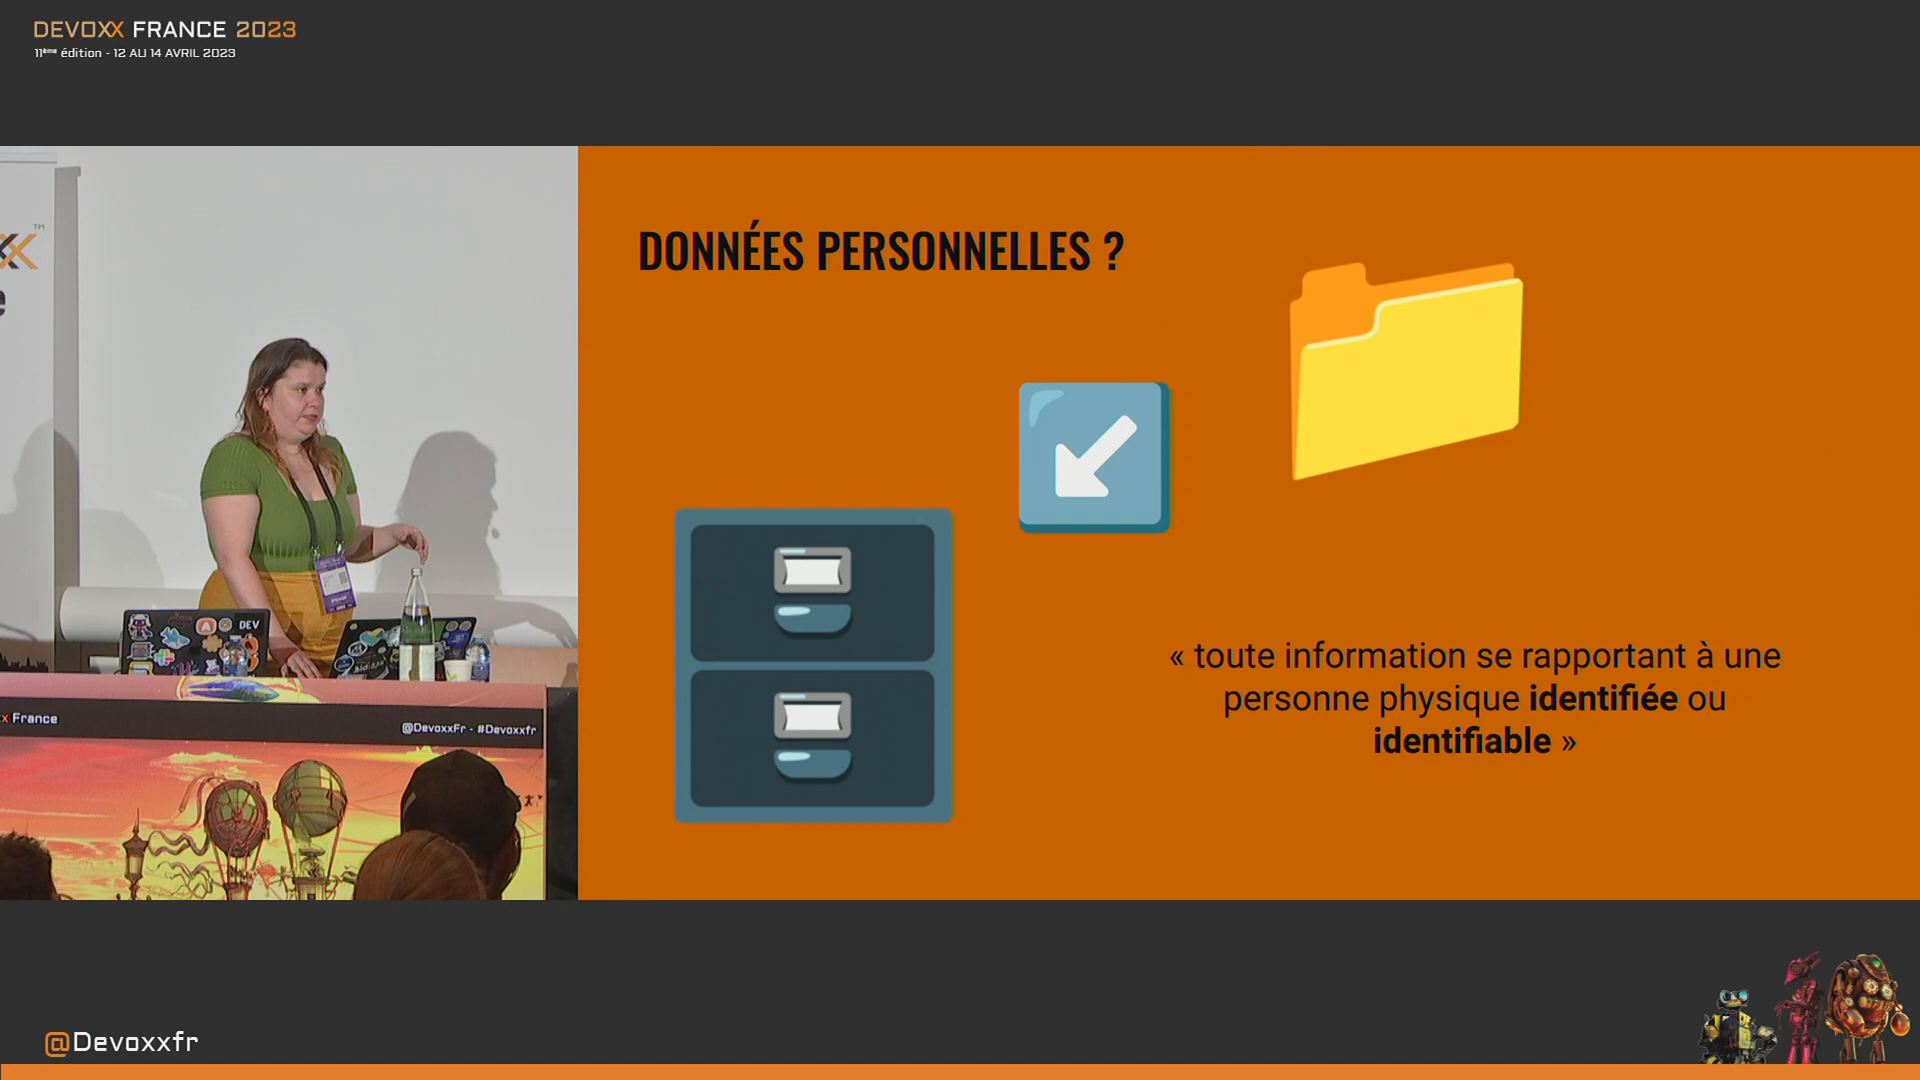 DEVOXX FRANCE 2023
11ème édition - 12 AU 14 AVRIL 2023
DONNÉES PERSONNELLES ?
« toute information se rapportant à une
personne physique identifiée ou
identifiable »
DEV
x France
@DevoxxFr - #Devoxxfr
@Devoxxfr